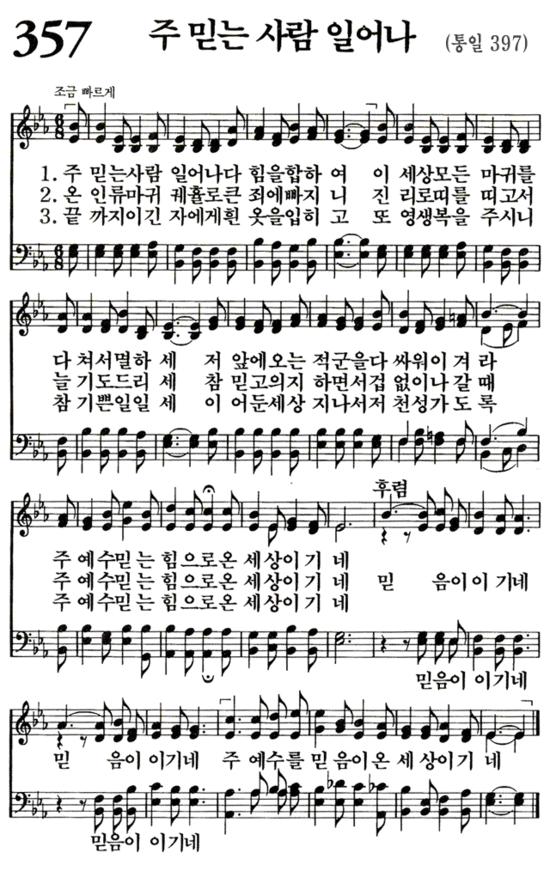 357 주 믿는 사람 일어나 (통일 397)
조금 빠르게
1. 주 믿는사람 일어나다 힘을합하 여 이 세상모든 마귀를
2. 온 인류마귀 궤휼로큰 죄에빠지 니 진 리로띠를 띠고서
3. 끝 까지이긴 자에게흰 옷을입히 고 또 영생복을 주시니
다 쳐서멸하 세 저 앞에오는 적군을다 싸워이 겨 라
늘 기도드리 세 참 믿고의지 하면서겁 없이나 갈 때
참 기쁜일일 세 이 어둔세상 지나서저 천성가 도 록
후렴
주 예수믿 는 힘 으로온 세 상이 기 네
주 예수믿 는 힘 으로온 세 상이 기 네 믿 음이 이 기네
주 예수믿 는 힘 으로온 세 상이 기 네
믿음이 이기네
믿 음이 이기네 주 예수를 믿 음이 온 세 상이 기 네
믿음이 이기네